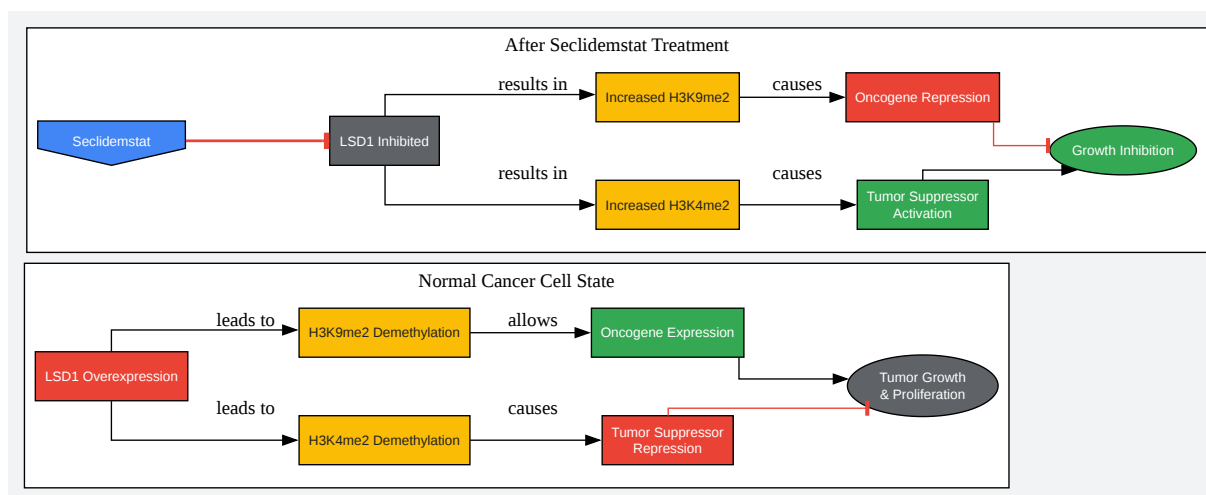 After Seclidemstat Treatment
Seclidemstat
LSD1 Inhibited
results in
Increased H3K9me2
causes
Oncogene Repression
results in
Increased H3K4me2
causes
Tumor Suppressor
Activation
Growth Inhibition
Normal Cancer Cell State
LSD1 Overexpression
leads to
H3K9me2 Demethylation
allows
Oncogene Expression
leads to
H3K4me2 Demethylation
causes
Tumor Suppressor
Repression
Tumor Growth
& Proliferation